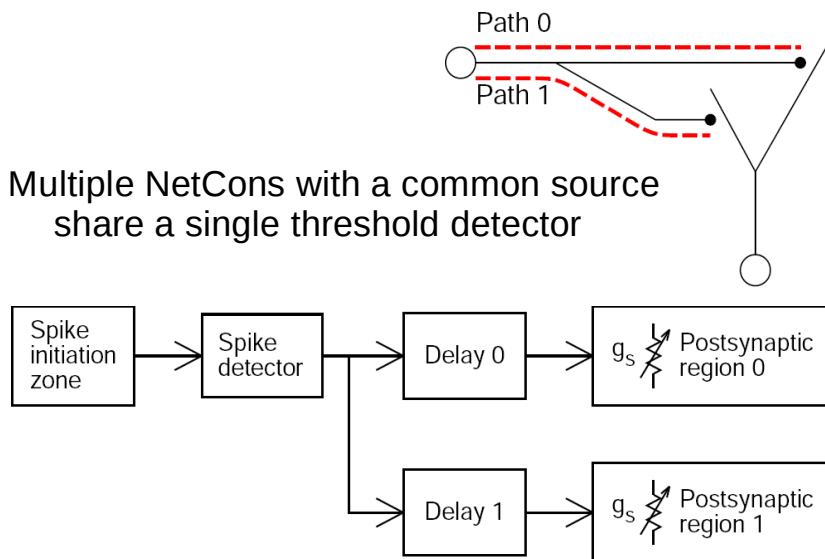 Path 0
Path 1
Multiple NetCons with a common source
share a single threshold detector
Spike
initiation
zone
Spike
detector
Delay 0
gs
Postsynaptic
region 0
Delay 1
gs
Postsynaptic
region 1